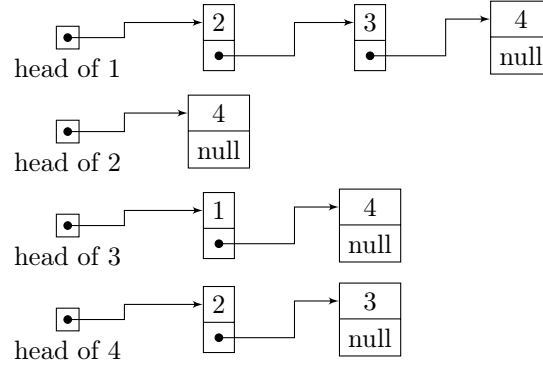 2 3 4
null
head of 1
4
null
head of 2
1 4
null
head of 3
2 3
null
head of 4